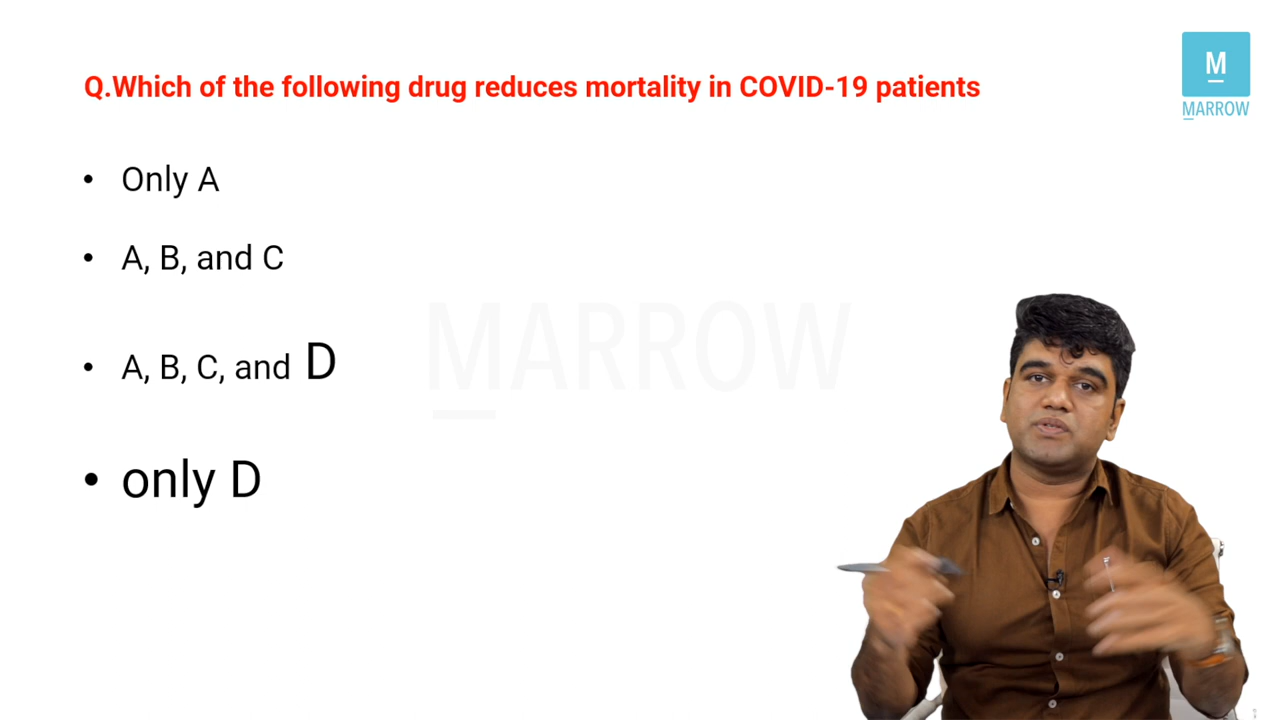 Q.Which of the following drug reduces mortality in COVID-19 patients
M
MARROW
• Only A
• A, B, and C
MARROW
• A, B, C, and D
• only D